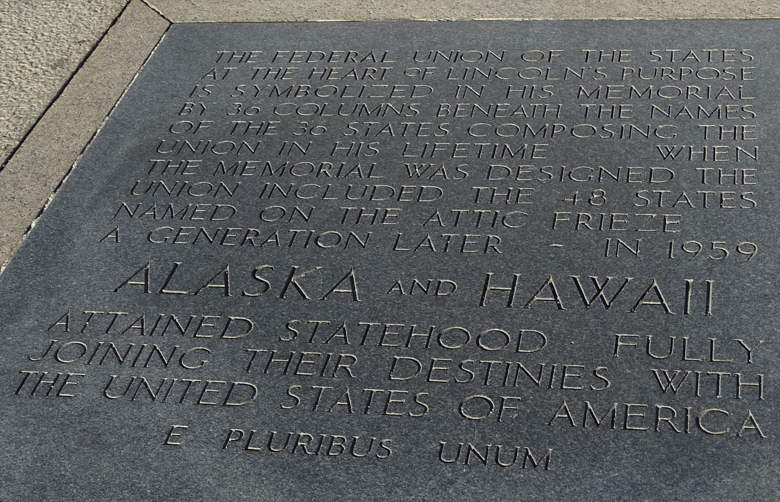 THE FEDERAL UNION OF THE STATES
AT THE HEART OF LINCOLN'S PURPOSE
IS SYMBOLIZED IN HIS MEMORIAL
BY 36 COLUMNS BENEATH THE NAMES
OF THE 36 STATES COMPOSING THE
UNION IN HIS LIFETIME WHEN
THE MEMORIAL WAS DESIGNED THE
UNION INCLUDED THE 48 STATES
NAMED ON THE ATTIC FRIEZE
A GENERATION LATER - IN 1959
ALASKA AND HAWAII
ATTAINED STATEHOOD FULLY
JOINING THEIR DESTINIES WITH
THE UNITED STATES OF AMERICA
E PLURIBUS UNUM